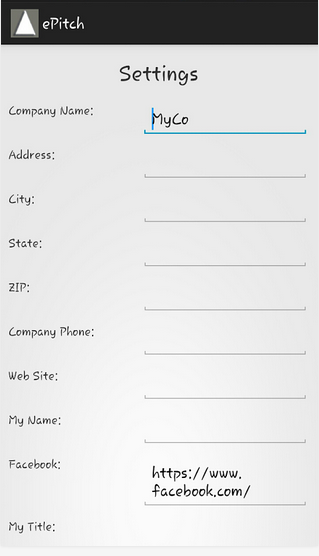 ePitch
Settings
Company Name:
MyCo
Address:
City:
State:
ZIP:
Company Phone:
Web Site:
My Name:
Facebook:
https://www.
facebook.com/
My Title: